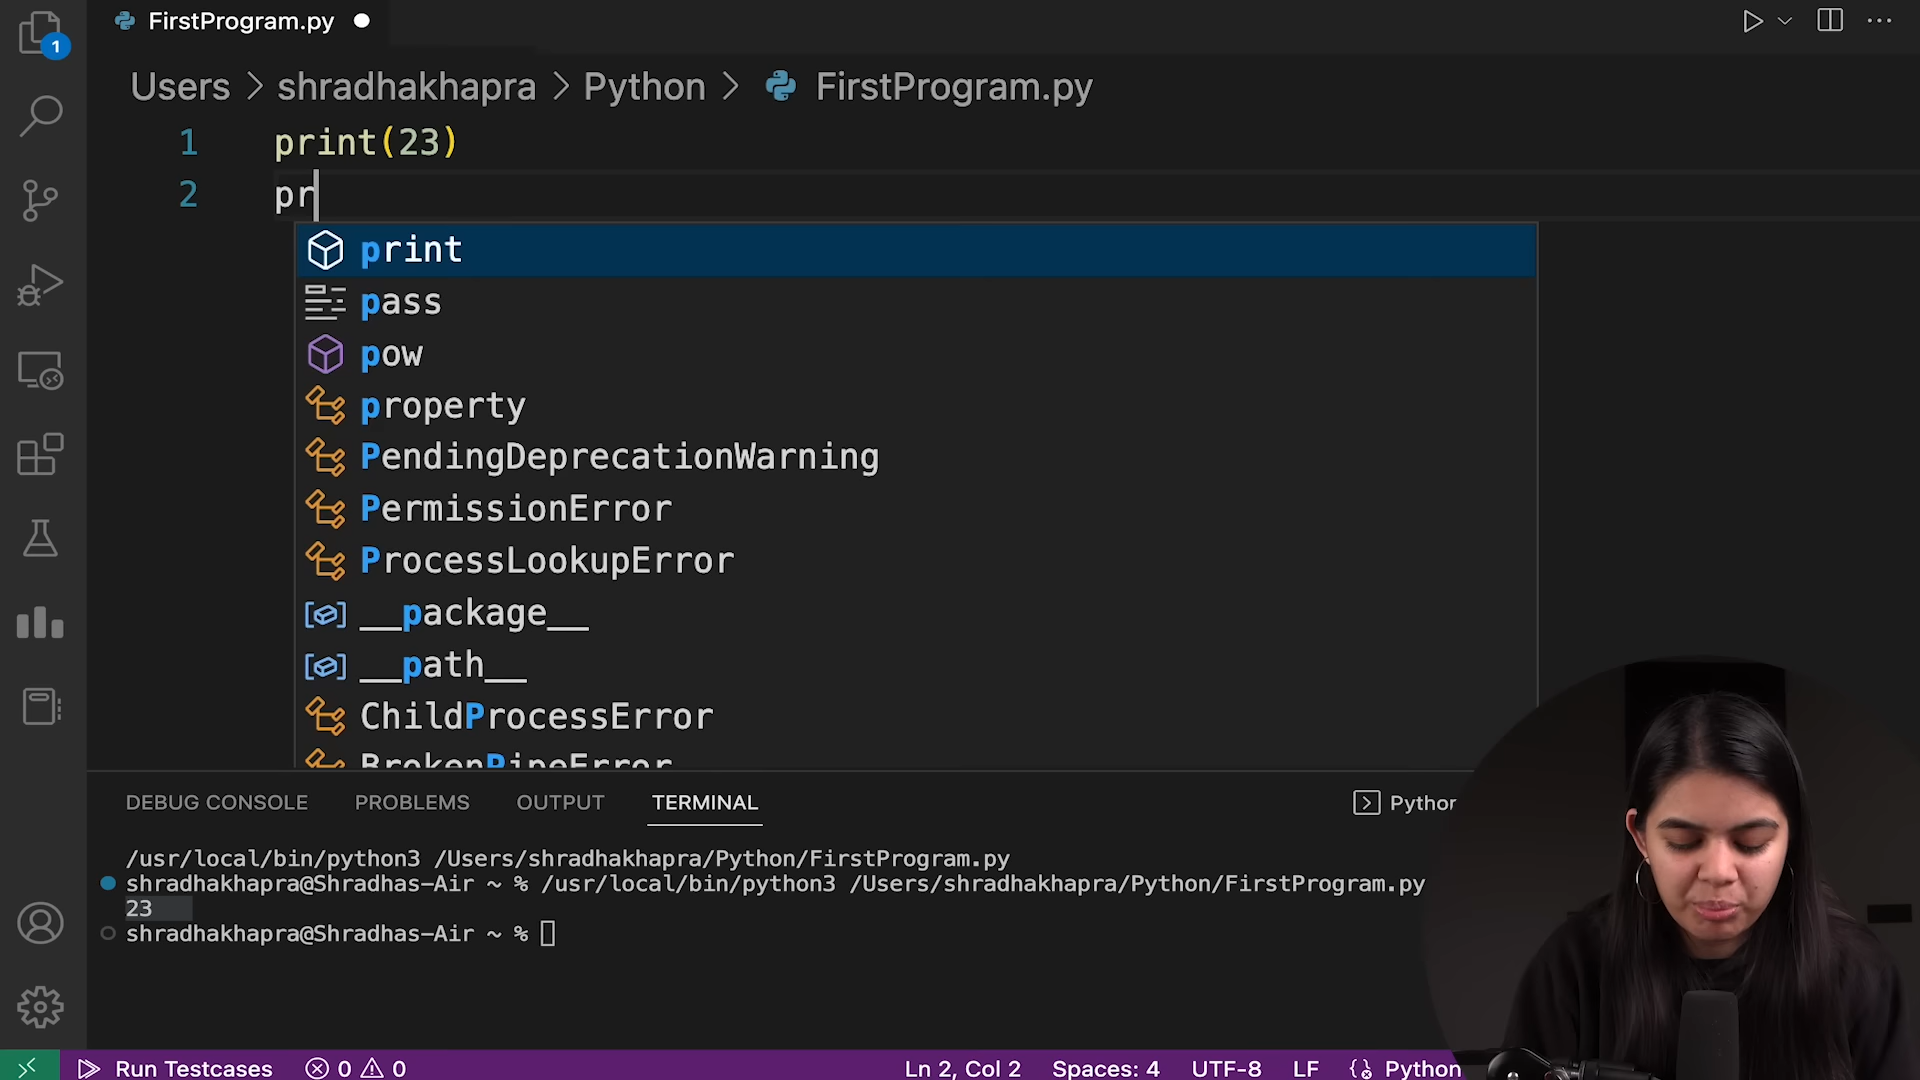 1
FirstProgram.py
Users > shradhakhapra > Python > FirstProgram.py
1 print(23)
2 pr
print
pass
pow
property
PendingDeprecationWarning
PermissionError
ProcessLookupError
__package__
__path__
ChildProcessError
BrokenPipeError
DEBUG CONSOLE PROBLEMS OUTPUT TERMINAL Python
/usr/local/bin/python3 /Users/shradhakhapra/Python/FirstProgram.py
shradhakhapra@Shradhas-Air ~ % /usr/local/bin/python3 /Users/shradhakhapra/Python/FirstProgram.py
23
shradhakhapra@Shradhas-Air ~ %
Run Testcases 0 0 Ln 2, Col 2 Spaces: 4 UTF-8 LF Python